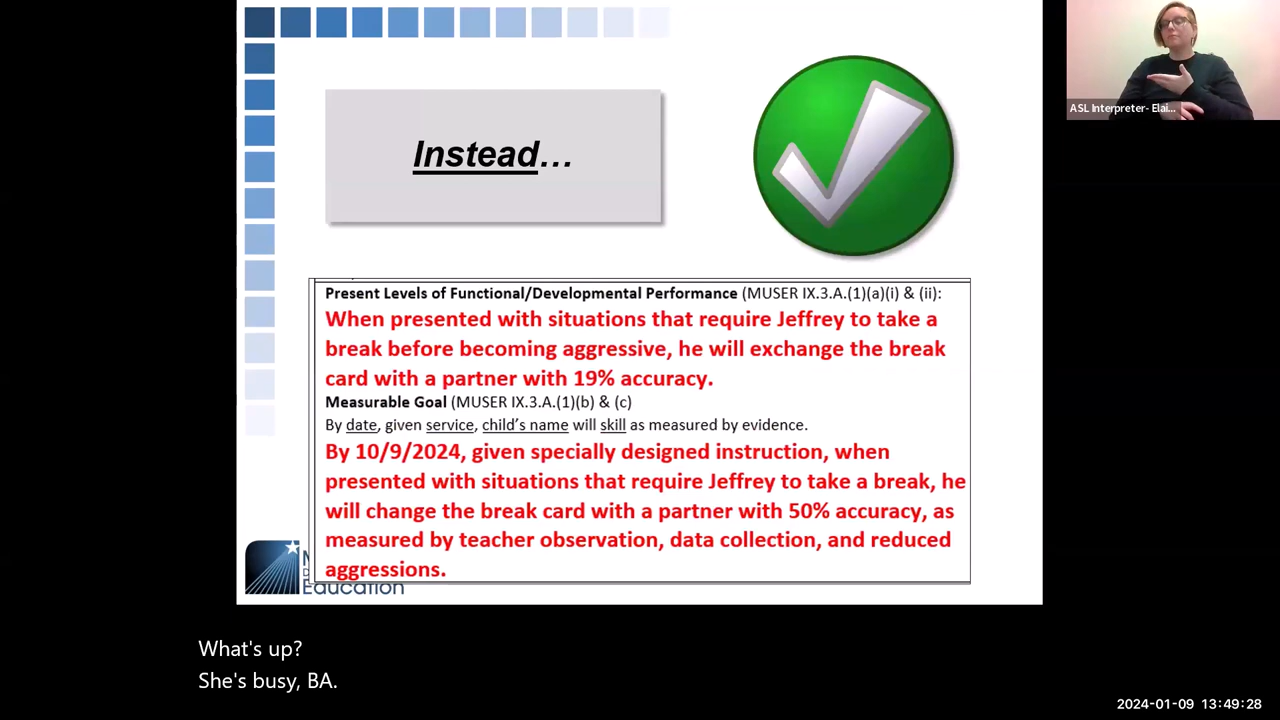 ASL Interpreter- Elai...
Instead...
Present Levels of Functional/Developmental Performance (MUSER IX.3.A.(1)(a)(i) & (ii):
When presented with situations that require Jeffrey to take a
break before becoming aggressive, he will exchange the break
card with a partner with 19% accuracy.
Measurable Goal (MUSER IX.3.A.(1)(b) & (c)
By date, given service, child's name will skill as measured by evidence.
By 10/9/2024, given specially designed instruction, when
presented with situations that require Jeffrey to take a break, he
will change the break card with a partner with 50% accuracy, as
measured by teacher observation, data collection, and reduced
aggressions.
Education
What's up?
She's busy, BA.
2024-01-09 13:49:28